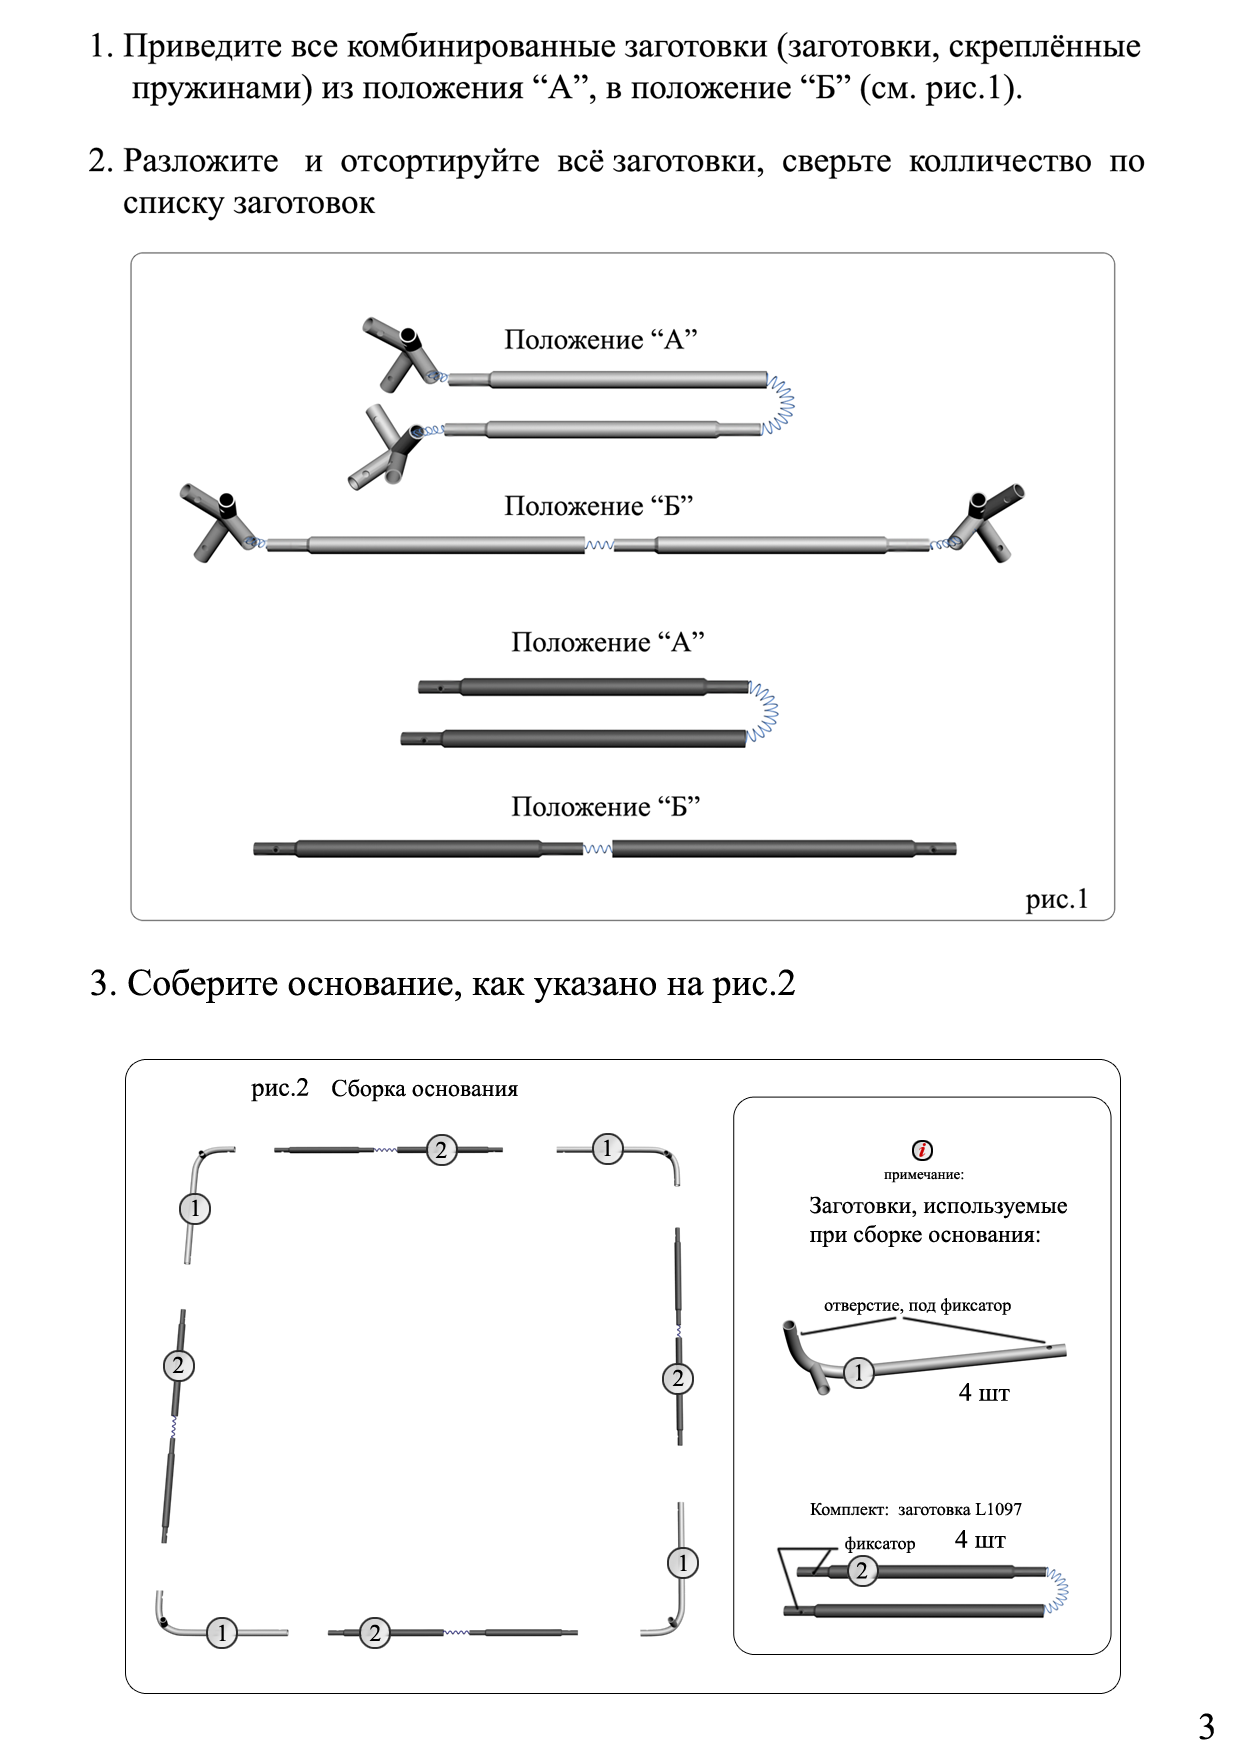 1. Приведите все комбинированные заготовки (заготовки, скреплённые
пружинами) из положения “А”, в положение “Б” (см. рис.1).
2. Разложите и отсортируйте всё заготовки, сверьте колличество по
списку заготовок
Положение “А”
Положение “Б”
Положение “А”
Положение “Б”
рис.1
3. Соберите основание, как указано на рис.2
рис.2 Сборка основания
2
1
1
2
2
1
1
2
i
примечание:
Заготовки, используемые
при сборке основания:
отверстие, под фиксатор
1
4 шт
Комплект: заготовка L1097
фиксатор 4 шт
2
3